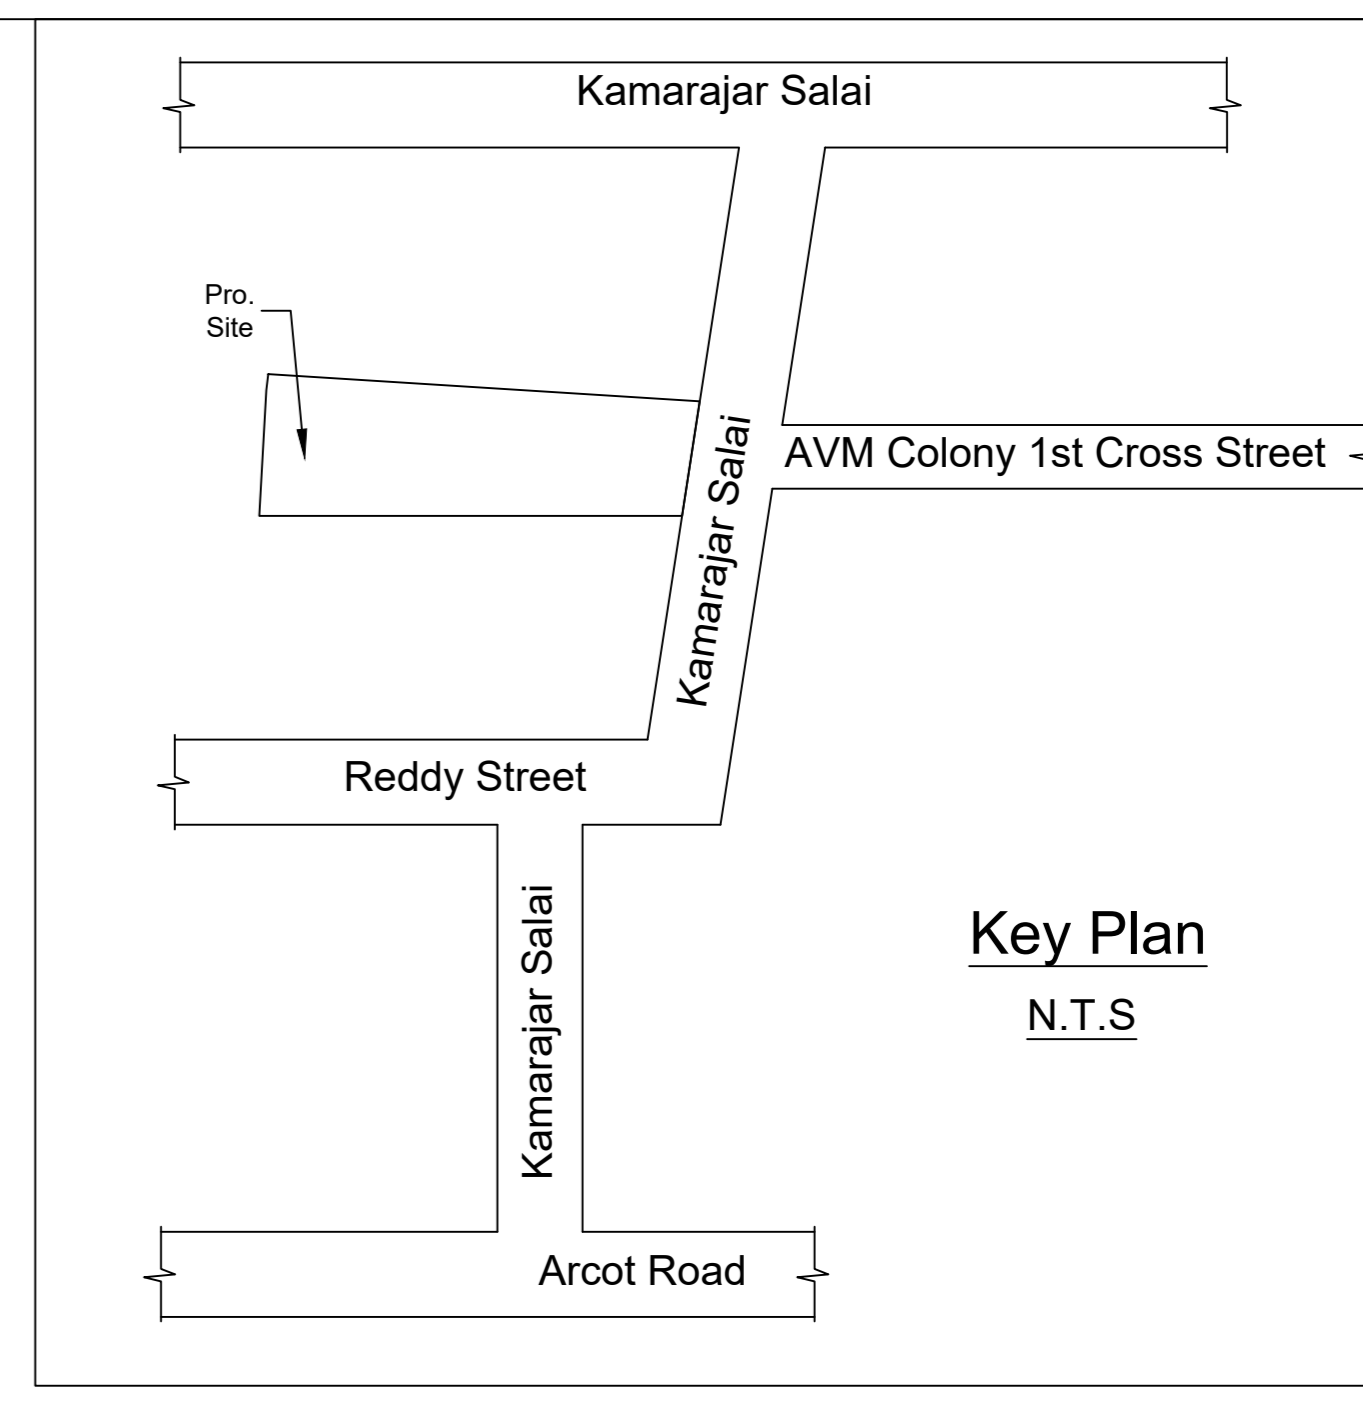 Kamarajar Salai
Pro.
Site
Kamarajar Salai
AVM Colony 1st Cross Street
Reddy Street
Kamarajar Salai
Key Plan
N.T.S
Arcot Road